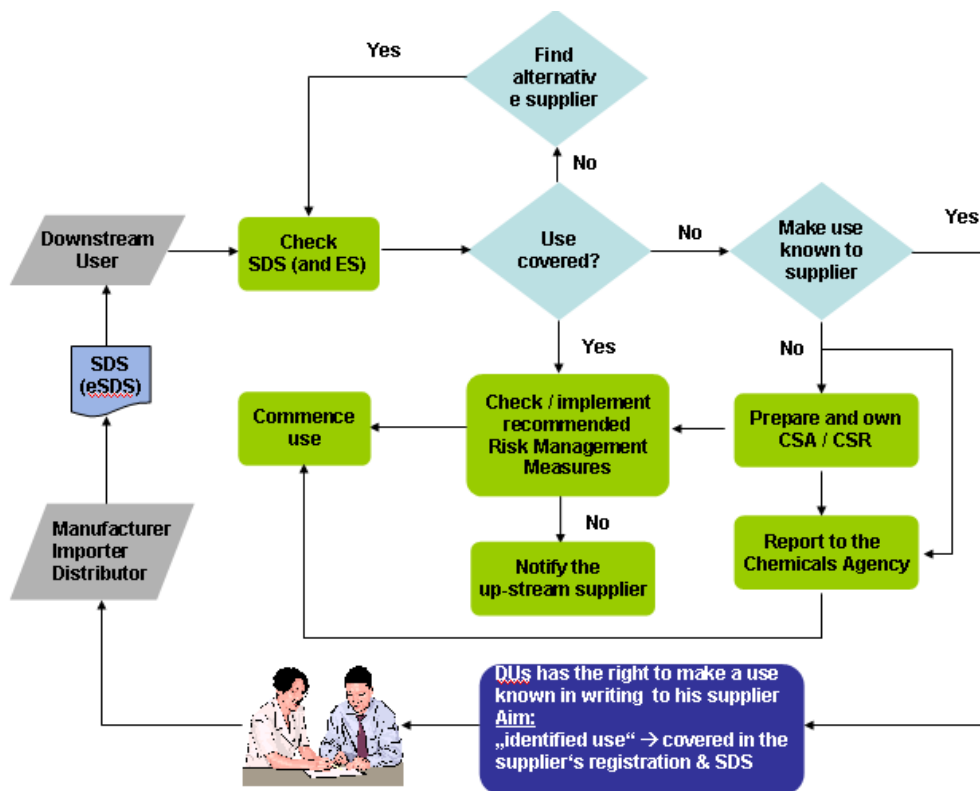 Find
alternativ
e supplier
Yes
No
Downstream
User
Check
SDS (and ES)
Use
covered?
No
Make use
known to
supplier
Yes
SDS
(eSDS)
Yes
No
Commence
use
Check / implement
recommended
Risk Management
Measures
Prepare and own
CSA / CSR
Manufacturer
Importer
Distributor
No
Notify the
up-stream supplier
Report to the
Chemicals Agency
DUs has the right to make a use
known in writing to his supplier
Aim:
„identified use“ → covered in the
supplier‘s registration & SDS